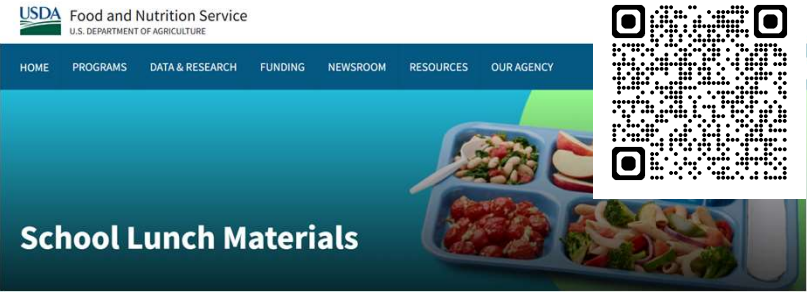 USDA Food and Nutrition Service
U.S. DEPARTMENT OF AGRICULTURE
HOME PROGRAMS DATA & RESEARCH FUNDING NEWSROOM RESOURCES OUR AGENCY
School Lunch Materials